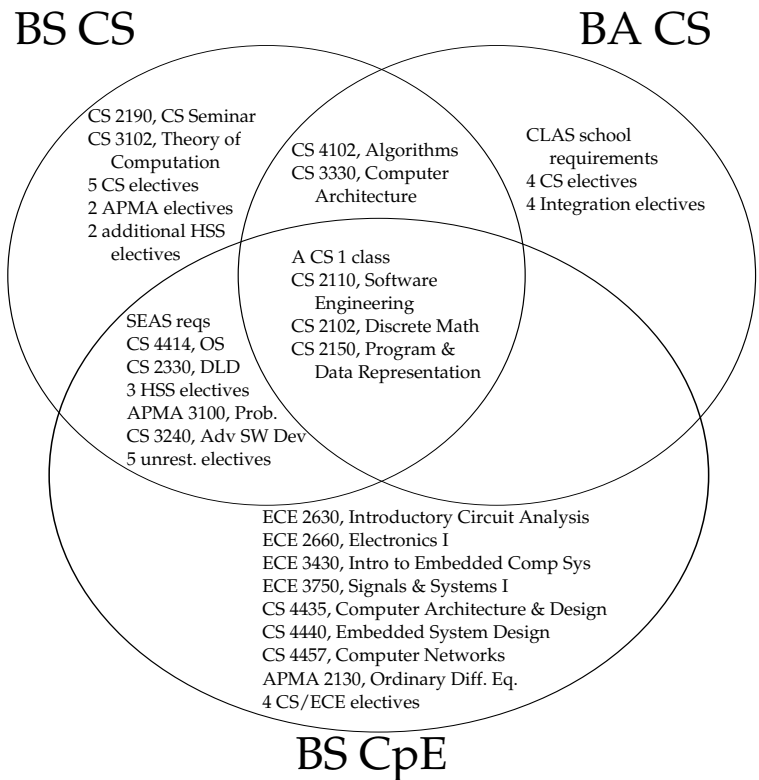 BS CS
BA CS
CS 2190, CS Seminar
CS 3102, Theory of
Computation
5 CS electives
2 APMA electives
2 additional HSS
electives
CS 4102, Algorithms
CS 3330, Computer
Architecture
CLAS school
requirements
4 CS electives
4 Integration electives
A CS 1 class
CS 2110, Software
Engineering
CS 2102, Discrete Math
CS 2150, Program &
Data Representation
SEAS reqs
CS 4414, OS
CS 2330, DLD
3 HSS electives
APMA 3100, Prob.
CS 3240, Adv SW Dev
5 unrest. electives
ECE 2630, Introductory Circuit Analysis
ECE 2660, Electronics I
ECE 3430, Intro to Embedded Comp Sys
ECE 3750, Signals & Systems I
CS 4435, Computer Architecture & Design
CS 4440, Embedded System Design
CS 4457, Computer Networks
APMA 2130, Ordinary Diff. Eq.
4 CS/ECE electives
BS CpE